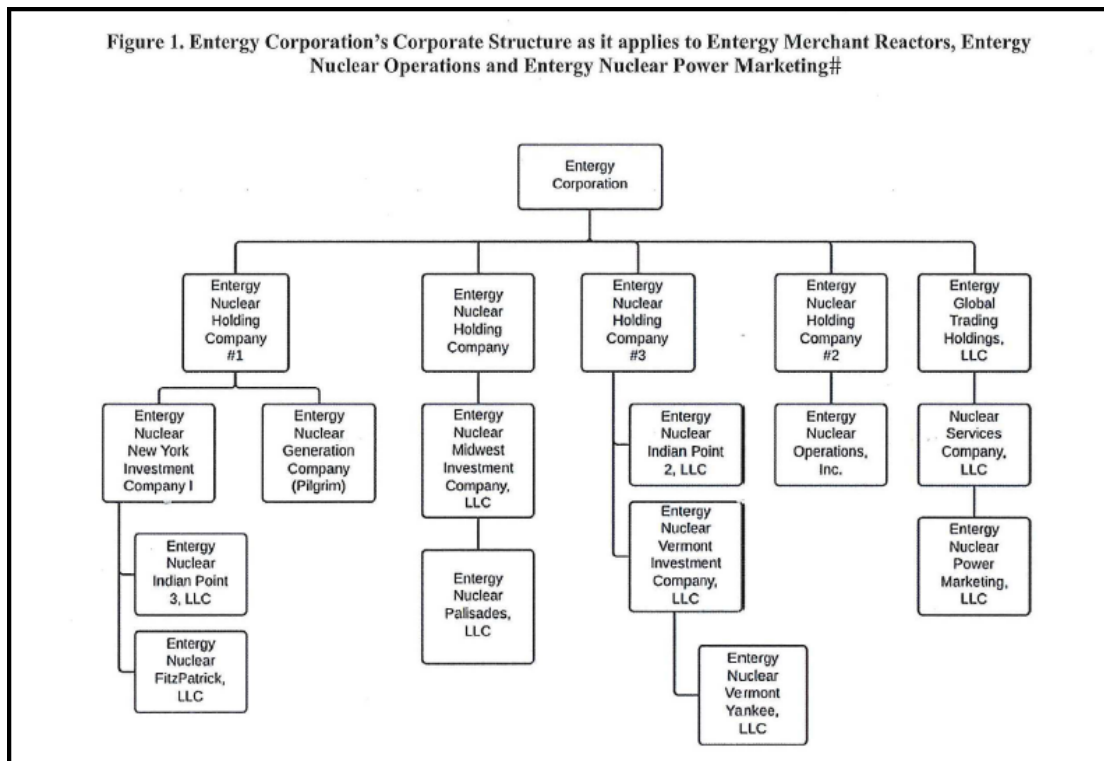 Figure 1. Entergy Corporation's Corporate Structure as it applies to Entergy Merchant Reactors, Entergy
Nuclear Operations and Entergy Nuclear Power Marketing#
Entergy
Corporation
Entergy
Nuclear
Holding
Company
#1
Entergy
Nuclear
Holding
Company
Entergy
Nuclear
Holding
Company
#3
Entergy
Nuclear
Holding
Company
#2
Entergy
Global
Trading
Holdings,
LLC
Entergy
Nuclear
New York
Investment
Company I
Entergy
Nuclear
Generation
Company
(Pilgrim)
Entergy
Nuclear
Midwest
Investment
Company,
LLC
Entergy
Nuclear
Indian Point
2, LLC
Entergy
Nuclear
Operations,
Inc.
Nuclear
Services
Company,
LLC
Entergy
Nuclear
Indian Point
3, LLC
Entergy
Nuclear
Palisades,
LLC
Entergy
Nuclear
Vermont
Investment
Company,
LLC
Entergy
Nuclear
Power
Marketing,
LLC
Entergy
Nuclear
FitzPatrick,
LLC
Entergy
Nuclear
Vermont
Yankee,
LLC